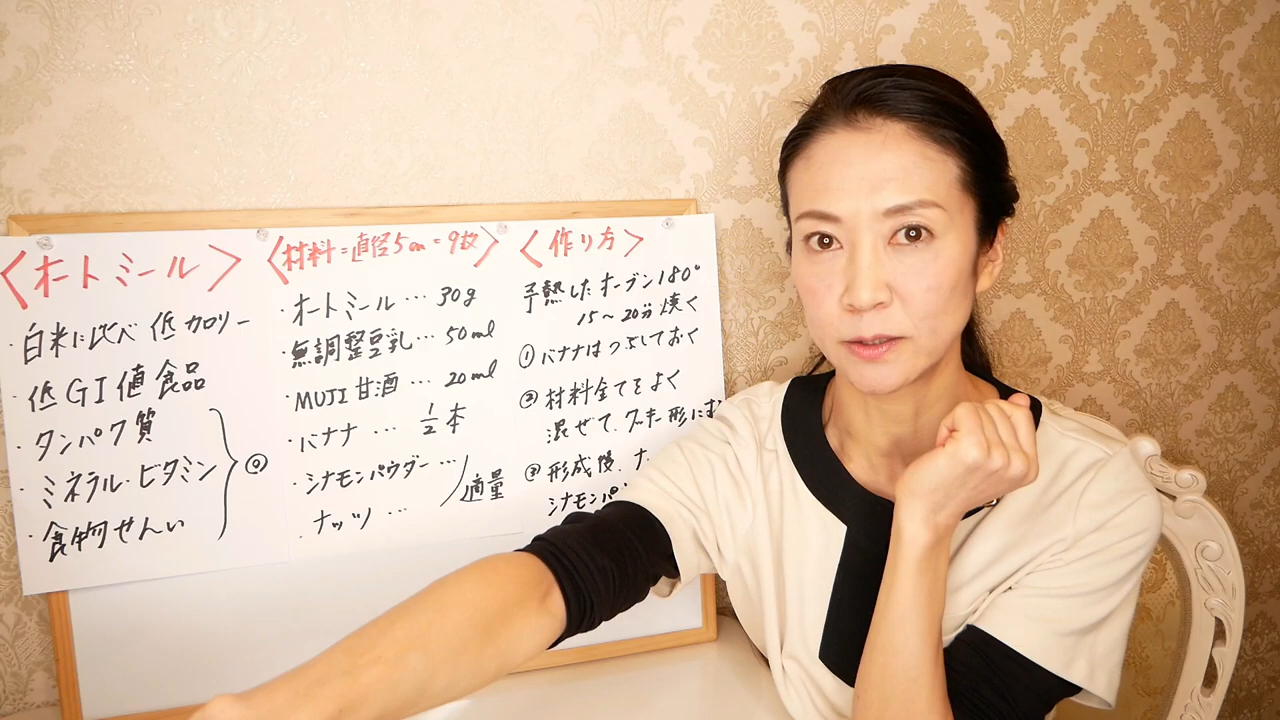 〈オートミール〉
・白米に比べ低カロリー
・低GI値食品
・タンパク質
・ミネラル・ビタミン
・食物せんい
◎
〈材料=直径5cm=9枚〉
・オートミール…30g
・無調整豆乳…50ml
・MUJI甘酒…20ml
・バナナ…1/2本
・シナモンパウダー…
・ナッツ…
適量
〈作り方〉
予熱したオーブン180°
15〜20分焼く
①バナナはつぶしておく
②材料全てをよく
混ぜて、クッキー形に
③形成後、ナ
シナモンパ